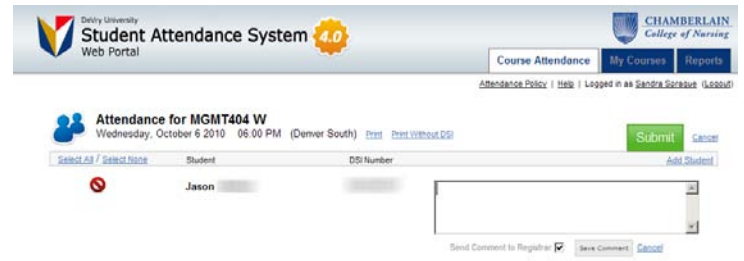 DeVry University
Student Attendance System 4.0
Web Portal
CHAMBERLAIN
College of Nursing
Course Attendance My Courses Reports
Attendance Policy | Help | Logged in as Sandra Sprague (Logout)
Attendance for MGMT404 W
Wednesday, October 6 2010 06:00 PM (Denver South) Print Print Without DSI
Submit Cancel
Select All / Select None Student DSI Number Add Student
Jason
Send Comment to Registrar Save Comment Cancel